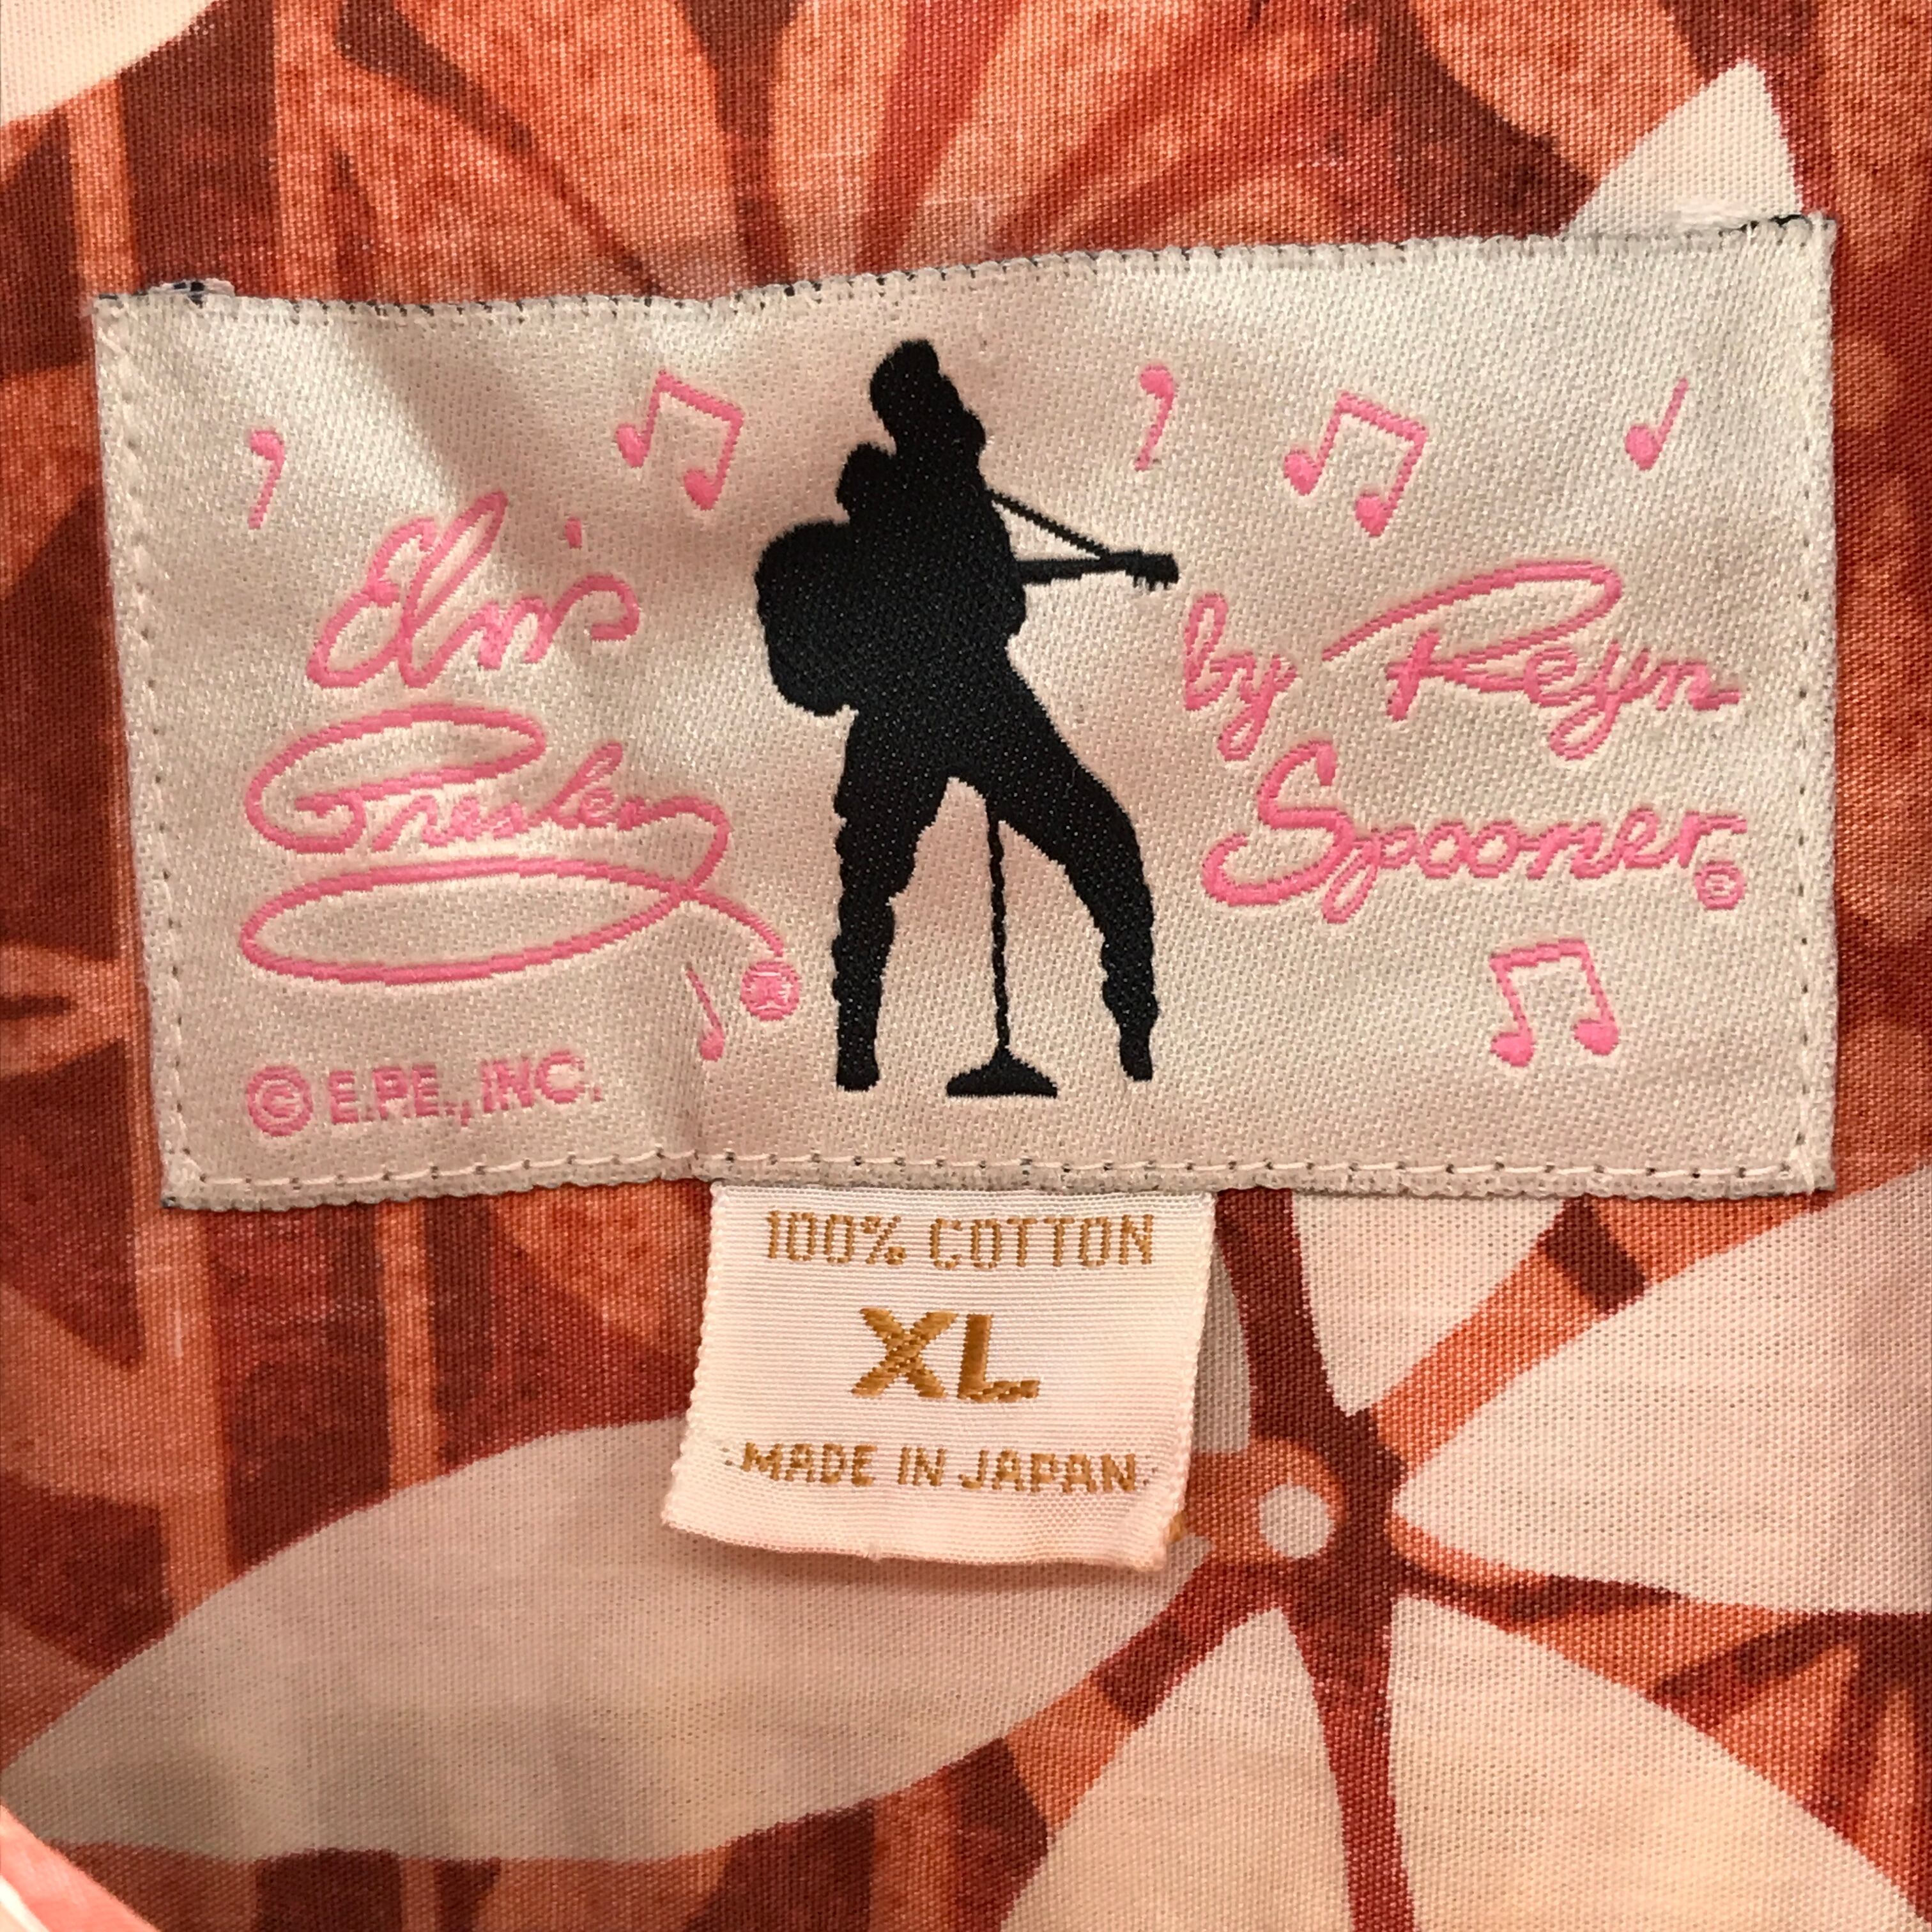 Elvis
Presley®
© E.P.E., INC.
by Reyn
Spooner®
100% COTTON
XL
MADE IN JAPAN